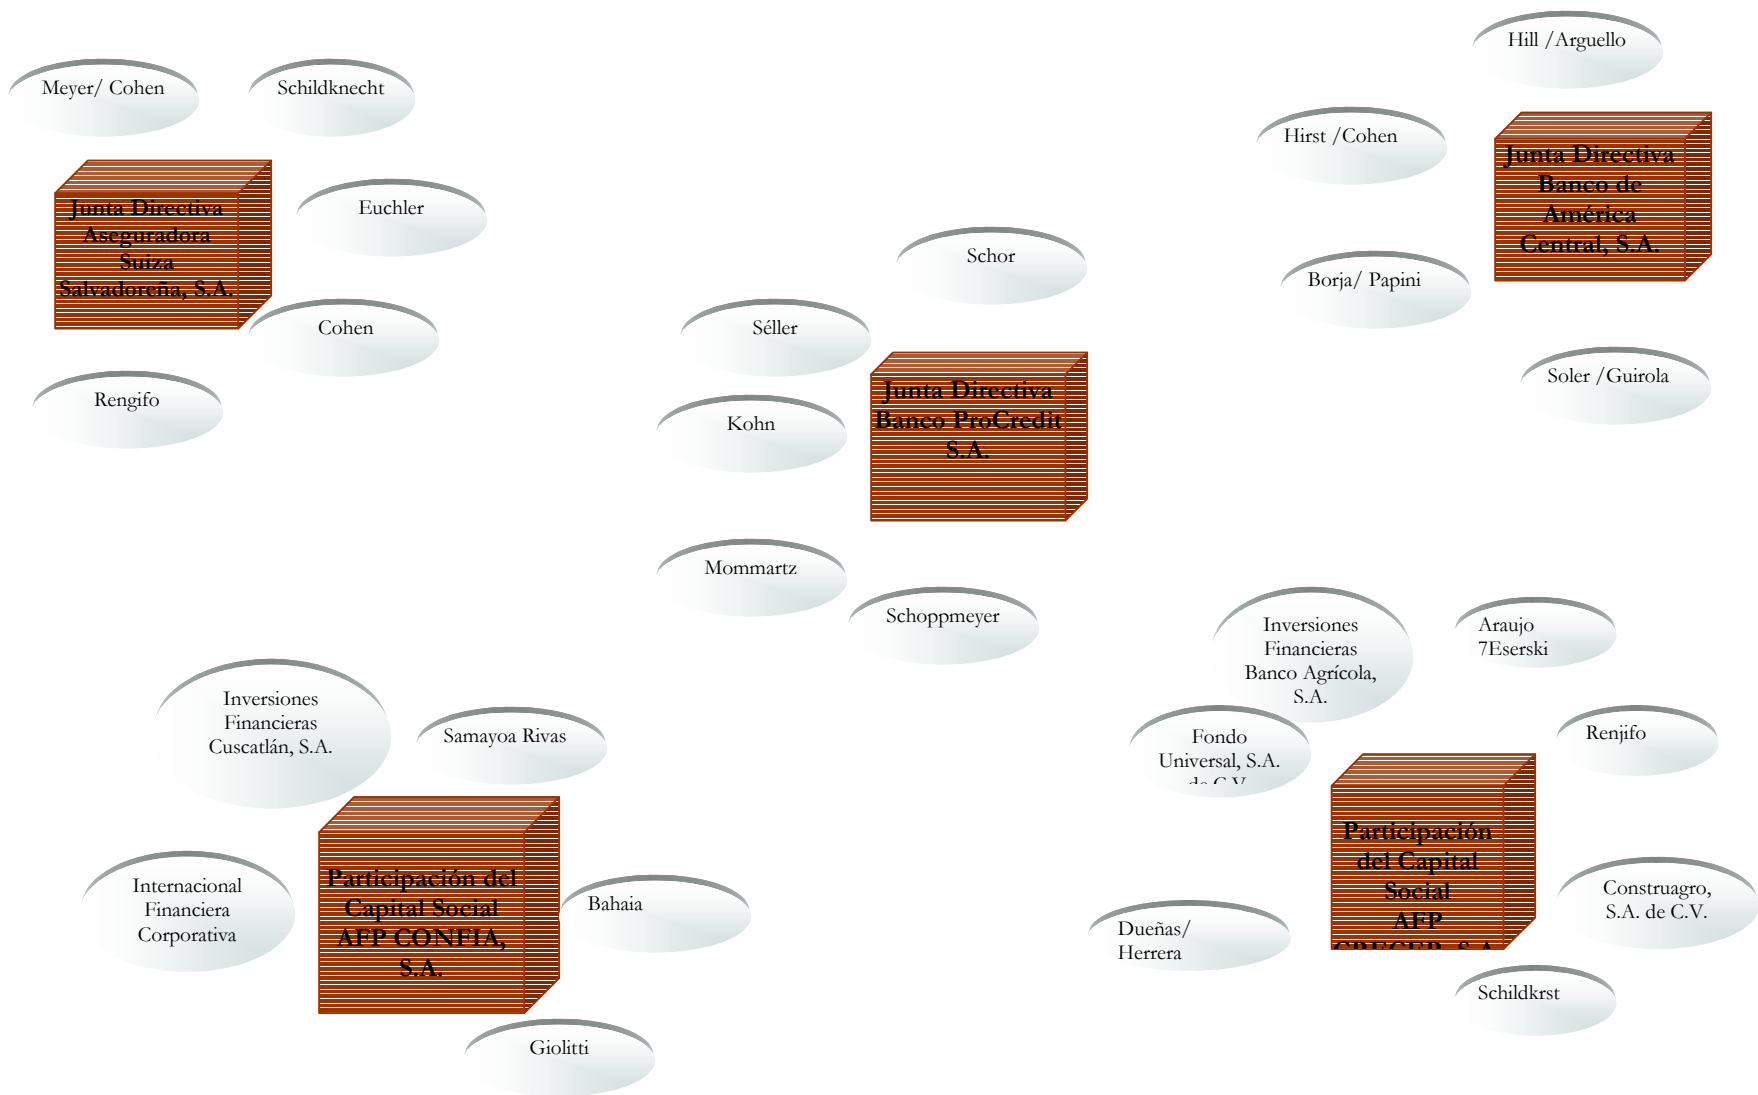 Hill /Arguello
Meyer/ Cohen
Schildknecht
Hirst /Cohen
Junta Directiva
Banco de
América
Central, S.A.
Junta Directiva
Aseguradora
Suiza
Salvadoreña, S.A.
Euchler
Schor
Borja/ Papini
Cohen
Séller
Soler /Guirola
Rengifo
Junta Directiva
Banco ProCredit
S.A.
Kohn
Mommartz
Schoppmeyer
Inversiones
Financieras
Banco Agrícola,
S.A.
Araujo
7Eserski
Inversiones
Financieras
Cuscatlán, S.A.
Samayoa Rivas
Fondo
Universal, S.A.
de C.V.
Renjifo
Participación
del Capital
Social
AFP
CRECER, S.A.
Internacional
Financiera
Corporativa
Participación del
Capital Social
AFP CONFIA,
S.A.
Bahaia
Construagro,
S.A. de C.V.
Dueñas/
Herrera
Schildkrst
Giolitti